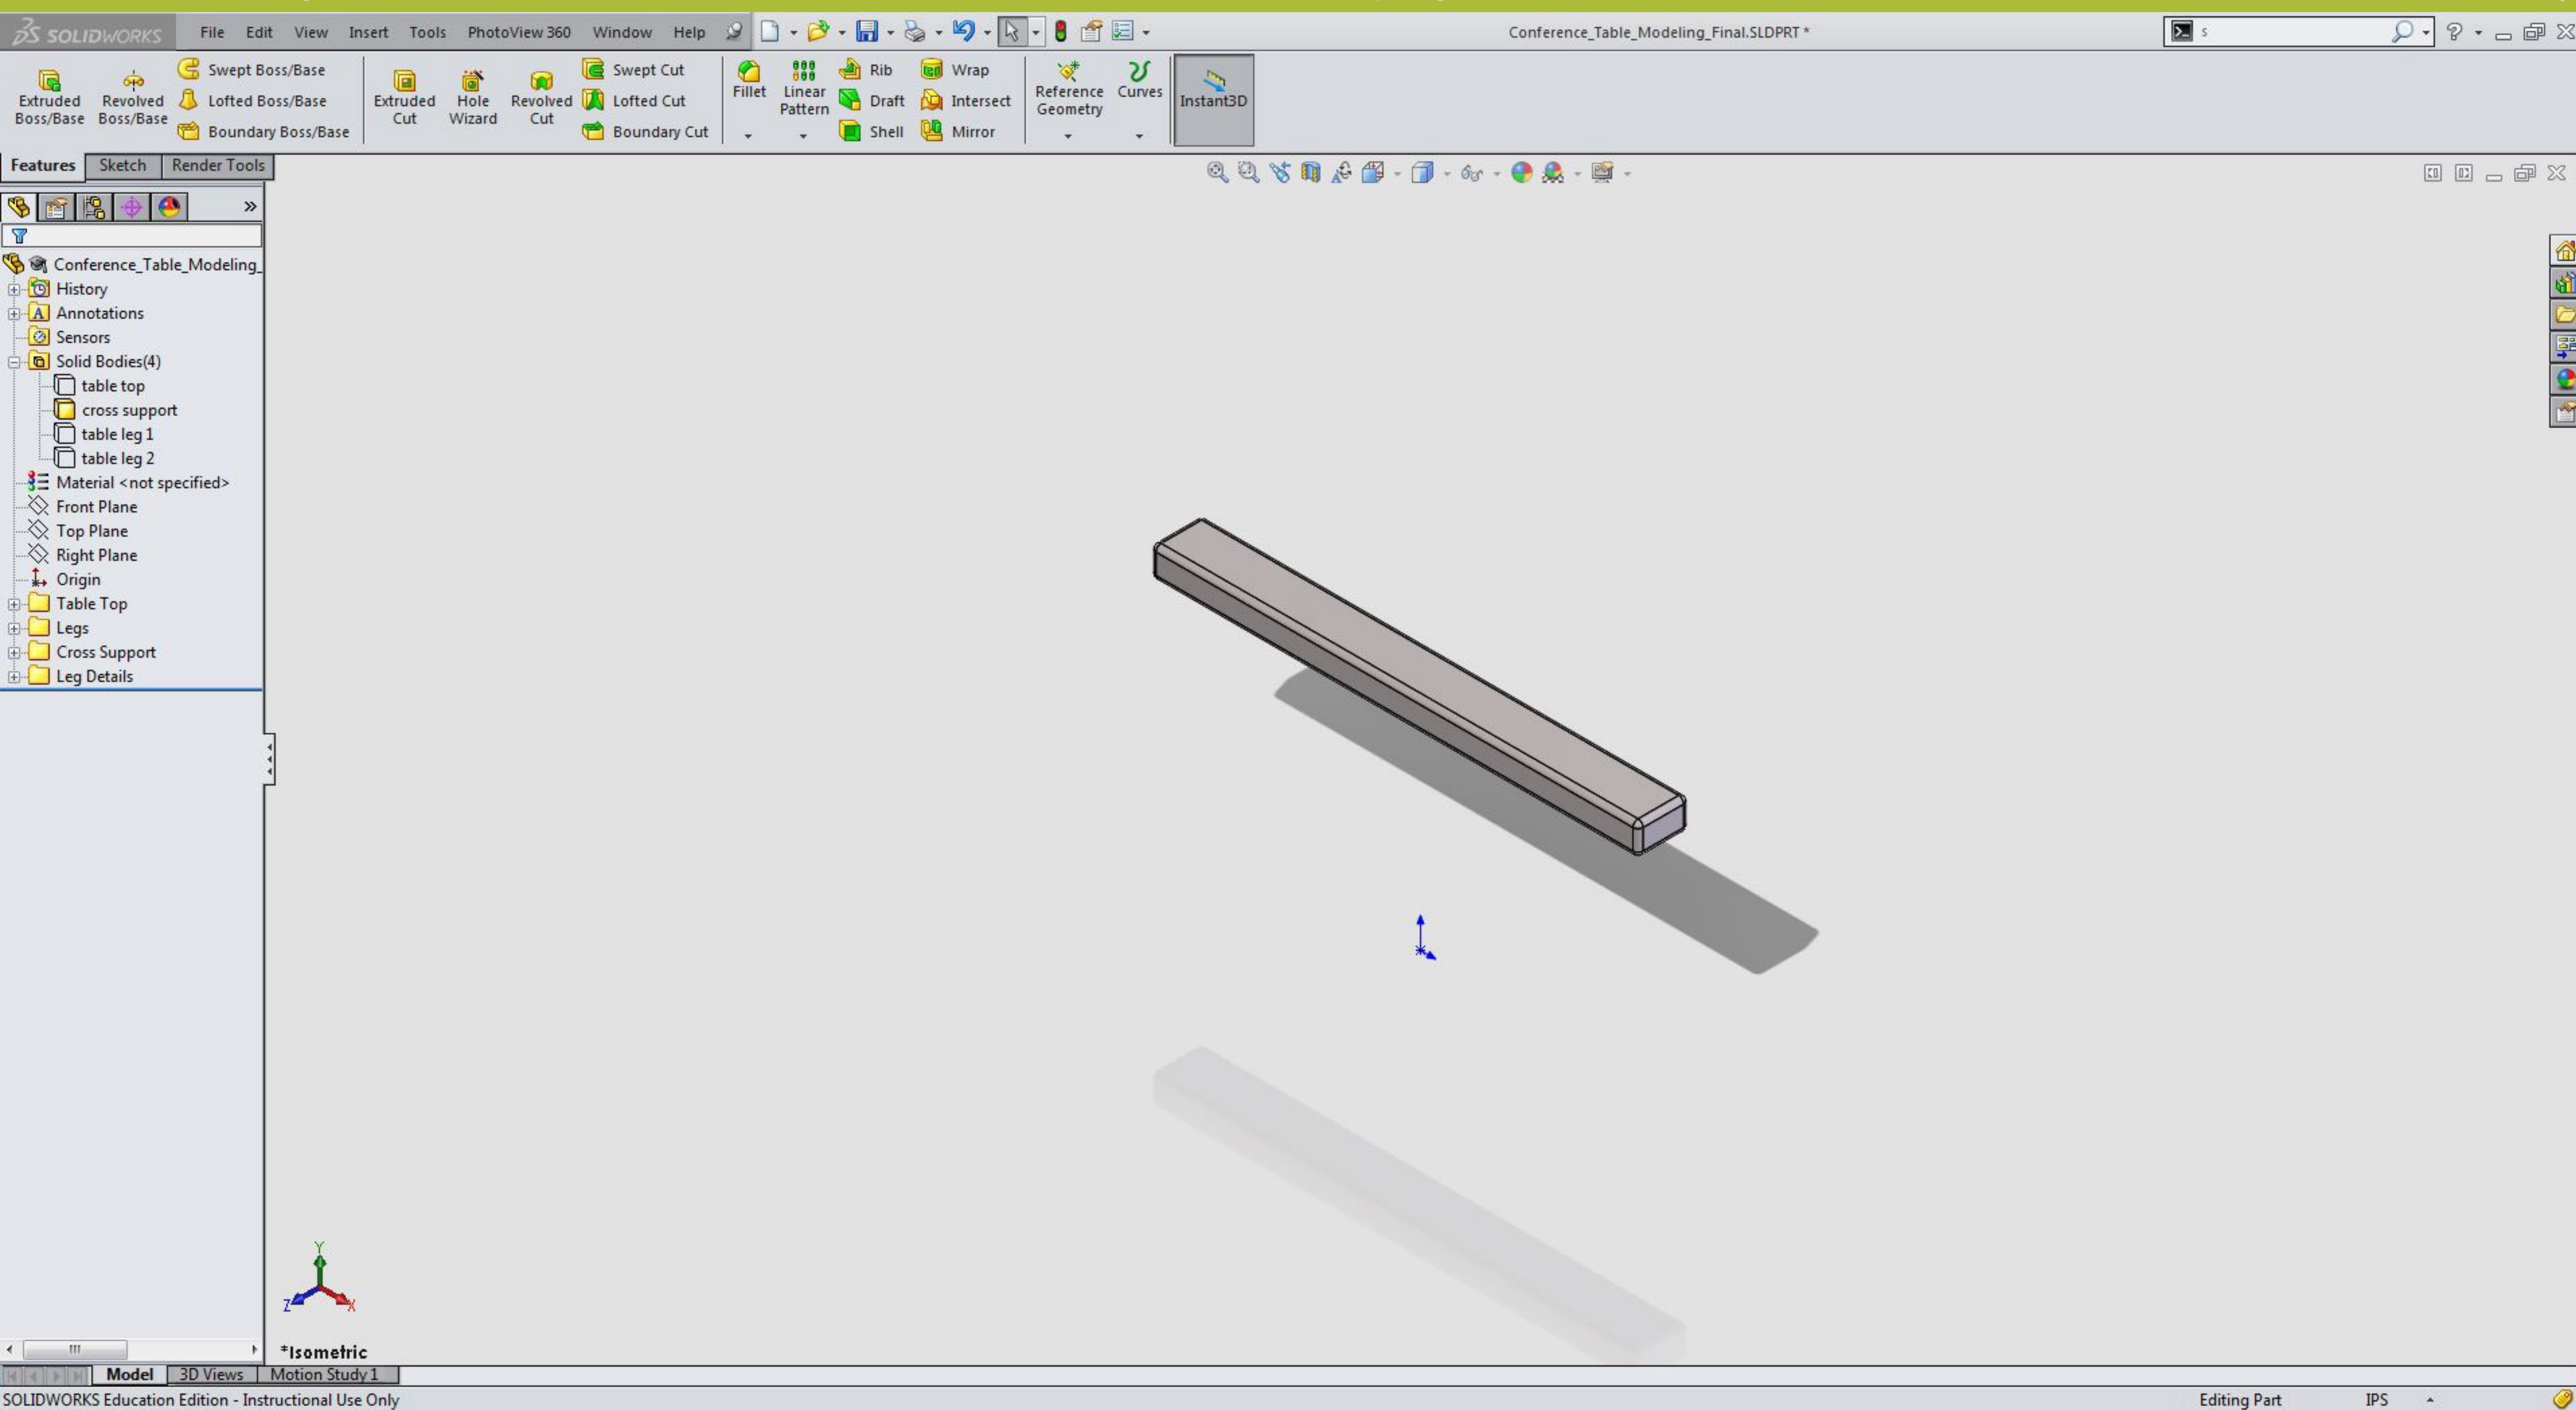 SOLIDWORKS File Edit View Insert Tools PhotoView 360 Window Help Conference_Table_Modeling_Final.SLDPRT * s ?
Extruded Boss/Base
Revolved Boss/Base
Swept Boss/Base
Lofted Boss/Base
Boundary Boss/Base
Extruded Cut
Hole Wizard
Revolved Cut
Swept Cut
Lofted Cut
Boundary Cut
Fillet
Linear Pattern
Rib
Draft
Shell
Wrap
Intersect
Mirror
Reference Geometry
Curves
Instant3D
Features Sketch Render Tools
Conference_Table_Modeling_
History
Annotations
Sensors
Solid Bodies(4)
table top
cross support
table leg 1
table leg 2
Material <not specified>
Front Plane
Top Plane
Right Plane
Origin
Table Top
Legs
Cross Support
Leg Details
Y
Z X
*Isometric
Model 3D Views Motion Study 1
SOLIDWORKS Education Edition - Instructional Use Only Editing Part IPS